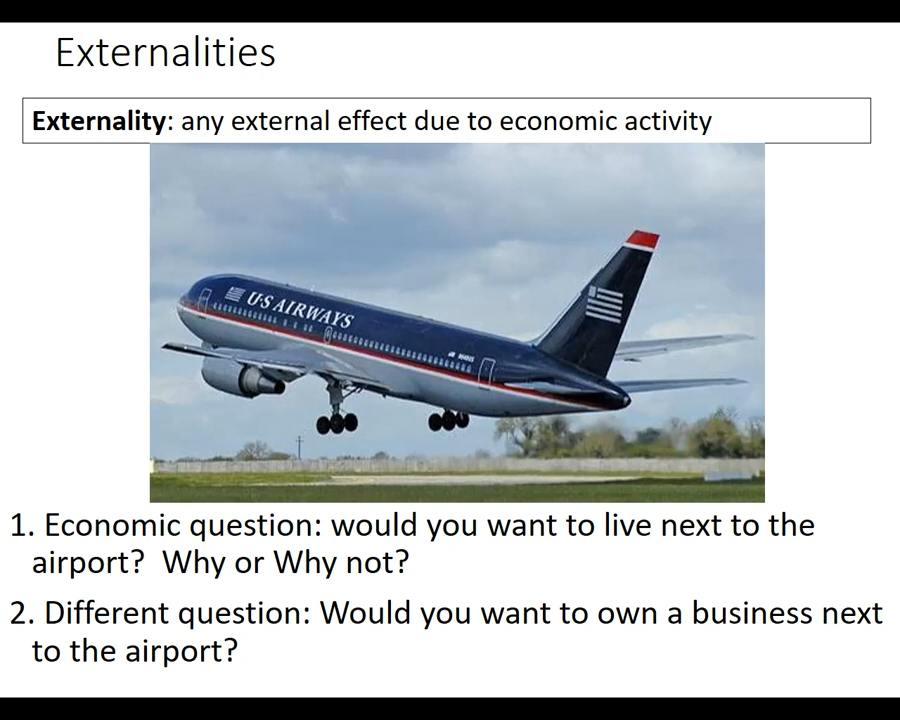 Externalities
Externality: any external effect due to economic activity
U·S AIRWAYS
1. Economic question: would you want to live next to the
airport?  Why or Why not?
2. Different question: Would you want to own a business next
to the airport?